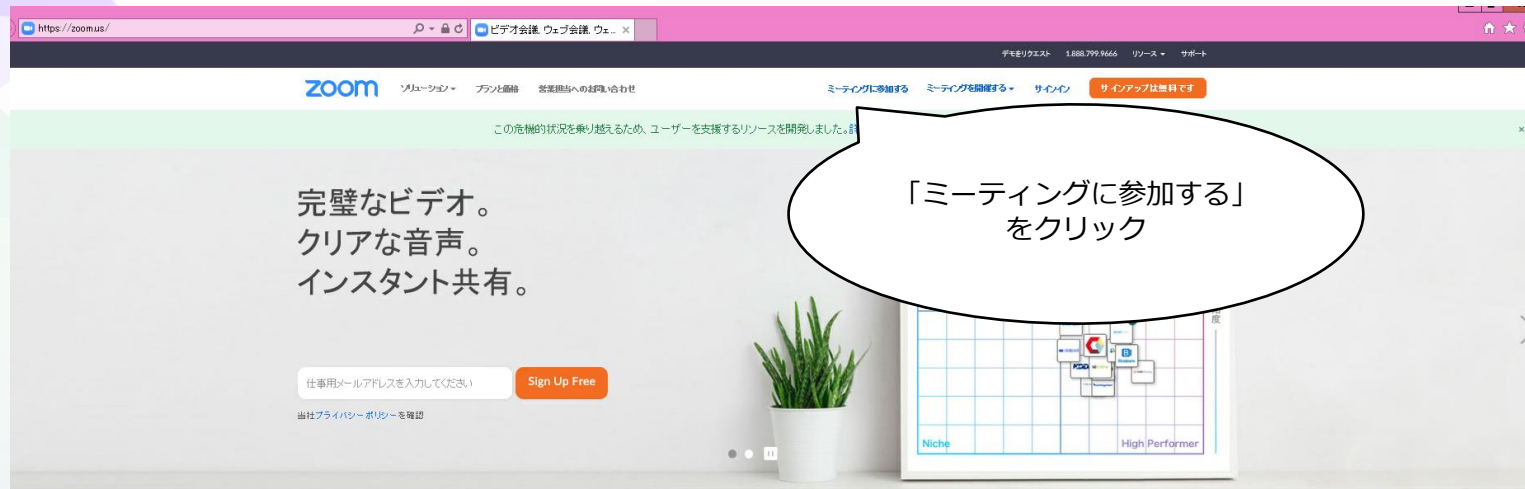 https://zoom.us/
ビデオ会議, ウェブ会議, ウェ...
デモをリクエスト 1.888.799.9666 リソース サポート
zoom ソリューション プランと価格 営業担当へのお問い合わせ ミーティングに参加する ミーティングを開催する サインイン サインアップは無料です
この危機的状況を乗り越えるため、ユーザーを支援するリソースを開発しました。
「ミーティングに参加する」
をクリック
完璧なビデオ。
クリアな音声。
インスタント共有。
仕事用メールアドレスを入力してください Sign Up Free
当社プライバシー ポリシーを確認
Niche High Performer